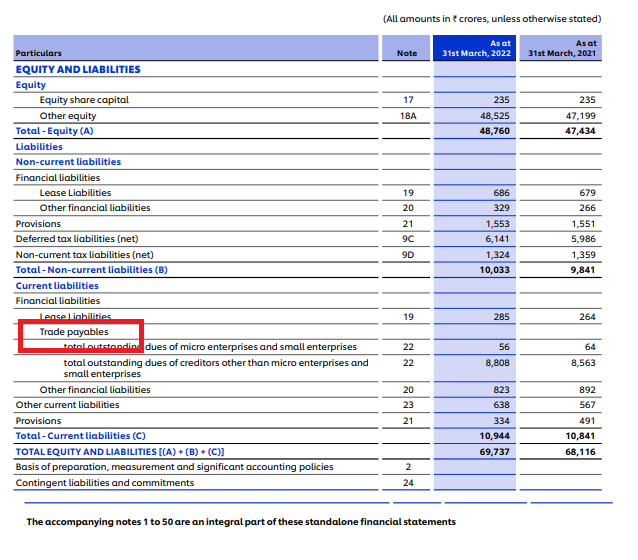 (All amounts in ₹ crores, unless otherwise stated)
Particulars Note As at 31st March, 2022 As at 31st March, 2021
EQUITY AND LIABILITIES
Equity
Equity share capital 17 235 235
Other equity 18A 48,525 47,199
Total - Equity (A) 48,760 47,434
Liabilities
Non-current liabilities
Financial liabilities
Lease Liabilities 19 686 679
Other financial liabilities 20 329 266
Provisions 21 1,553 1,551
Deferred tax liabilities (net) 9C 6,141 5,986
Non-current tax liabilities (net) 9D 1,324 1,359
Total - Non-current liabilities (B) 10,033 9,841
Current liabilities
Financial liabilities
Lease Liabilities 19 285 264
Trade payables
total outstanding dues of micro enterprises and small enterprises 22 56 64
total outstanding dues of creditors other than micro enterprises and 22 8,808 8,563
small enterprises
Other financial liabilities 20 823 892
Other current liabilities 23 638 567
Provisions 21 334 491
Total - Current liabilities (C) 10,944 10,841
TOTAL EQUITY AND LIABILITIES [(A) + (B) + (C)] 69,737 68,116
Basis of preparation, measurement and significant accounting policies 2
Contingent liabilities and commitments 24
The accompanying notes 1 to 50 are an integral part of these standalone financial statements